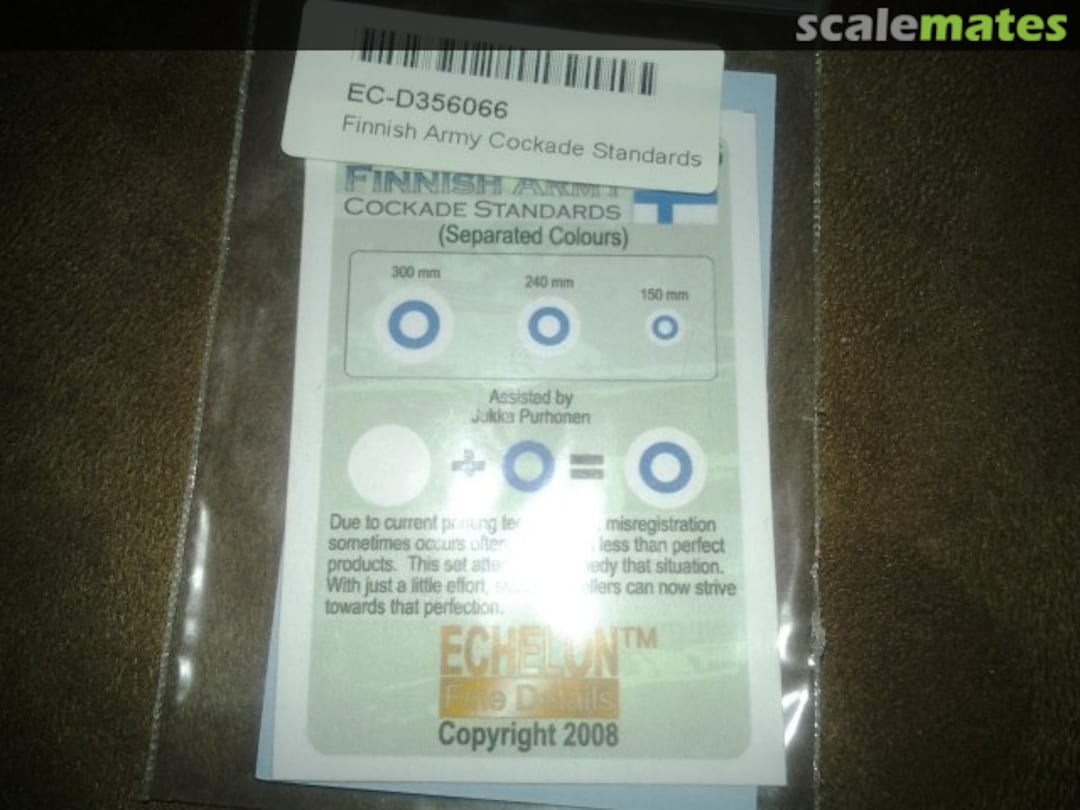 scalemates
EC-D356066
Finnish Army Cockade Standards
FINNISH ARMY
COCKADE STANDARDS
(Separated Colours)
300 mm
240 mm
150 mm
Assisted by
Jukka Purhonen
+ =
Due to current printing misregistration
sometimes occurs less than perfect
products. This set that situation.
With just a little effort, can now strive
towards that perfection.
ECHELON™
Fine Details
Copyright 2008